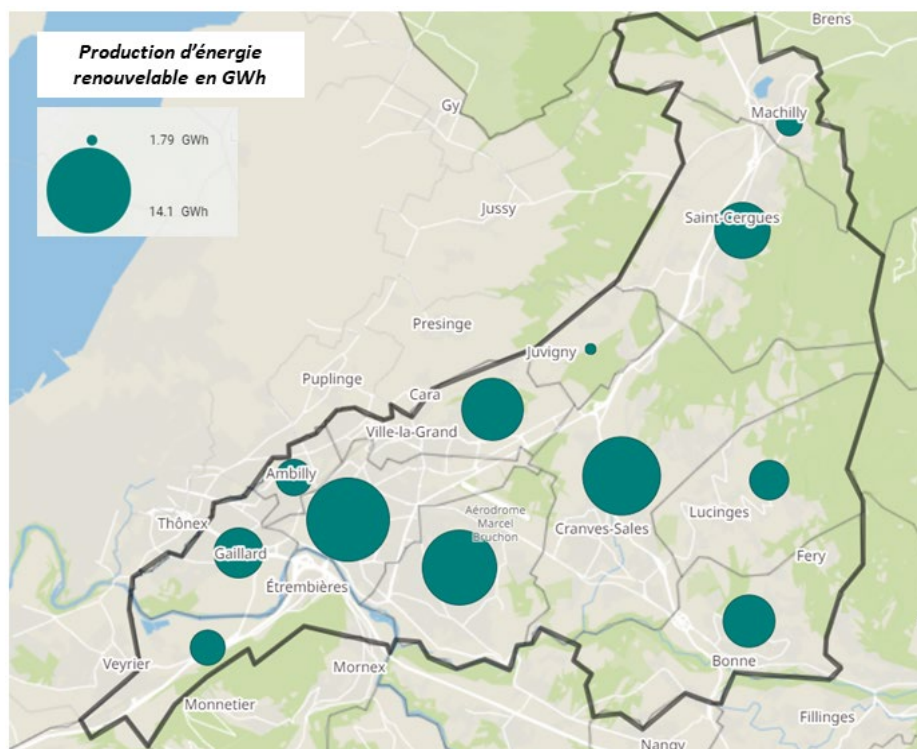 Production d'énergie
renouvelable en GWh
1.79 GWh
14.1 GWh
Brens
Gy
Machilly
Jussy
Saint-Cergues
Presinge
Juvigny
Puplinge
Cara
Ville-la-Grand
Ambilly
Aérodrome
Marcel
Bruchon
Thônex
Cranves-Sales
Lucinges
Gaillard
Fery
Étrembières
Veyrier
Mornex
Bonne
Monnetier
Fillinges
Nangy